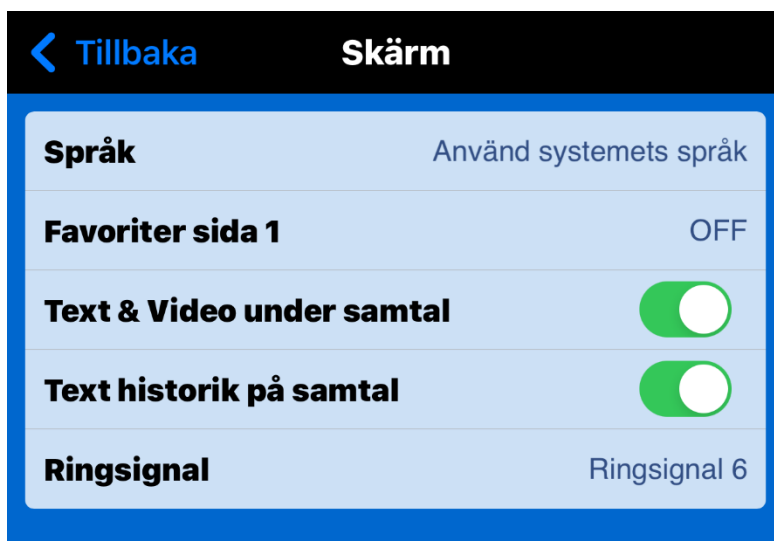 Tillbaka Skärm
Språk Använd systemets språk
Favoriter sida 1 OFF
Text & Video under samtal
Text historik på samtal
Ringsignal Ringsignal 6